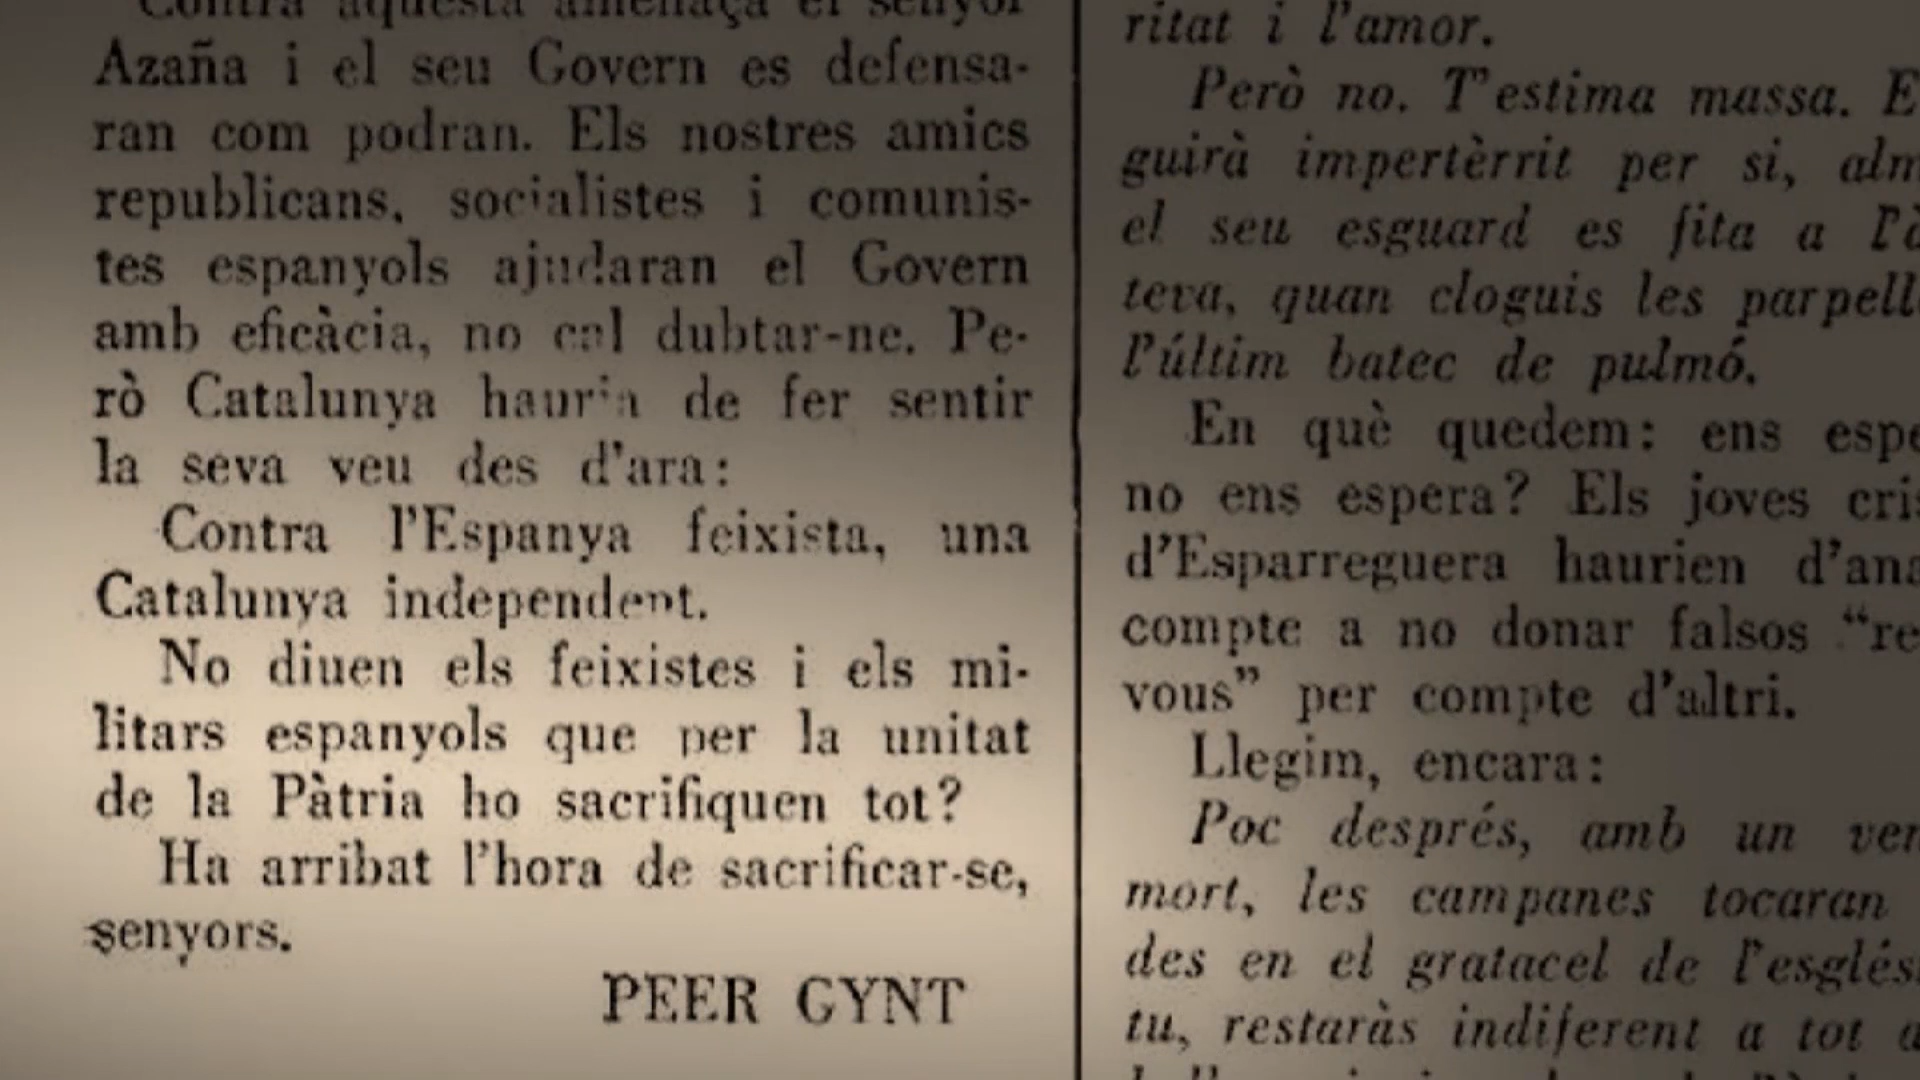 Contra aquesta amenaça el senyor
Azaña i el seu Govern es defensa-
ran com podran. Els nostres amics
republicans, socialistes i comunis-
tes espanyols ajudaran el Govern
amb eficàcia, no cal dubtar-ne. Pe-
rò Catalunya hauria de fer sentir
la seva veu des d'ara:
Contra l'Espanya feixista, una
Catalunya independent.
No diuen els feixistes i els mi-
litars espanyols que per la unitat
de la Pàtria ho sacrifiquen tot?
Ha arribat l'hora de sacrificar-se,
senyors.
PEER GYNT
ritat i l'amor.
Però no. T'estima massa. E
guirà impertèrrit per si, alm
el seu esguard es fita a l'à
teva, quan cloguis les parpell
l'últim batec de pulmó.
En què quedem: ens espe
no ens espera? Els joves cris
d'Esparreguera haurien d'ana
compte a no donar falsos "re
vous" per compte d'altri.
Llegim, encara:
Poc després, amb un ven
mort, les campanes tocaran
des en el gratacel de l'esglés
tu, restaràs indiferent a tot